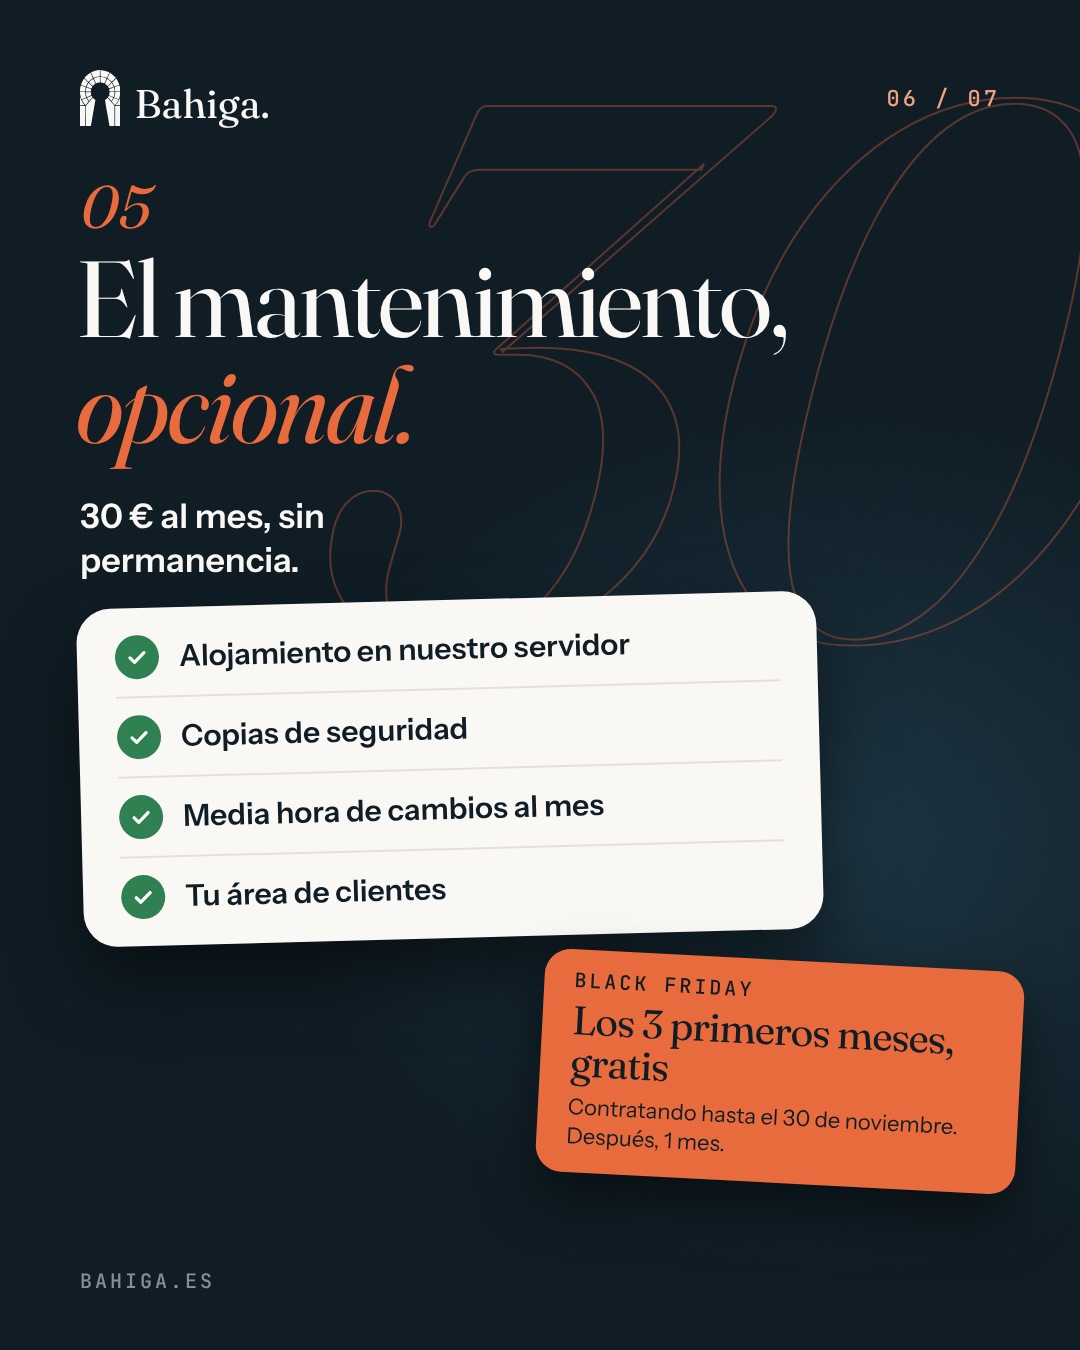 Bahiga.
06 / 07
30
05
El mantenimiento,
opcional.
30 € al mes, sin
permanencia.
Alojamiento en nuestro servidor
Copias de seguridad
Media hora de cambios al mes
Tu área de clientes
BLACK FRIDAY
Los 3 primeros meses,
gratis
Contratando hasta el 30 de noviembre.
Después, 1 mes.
BAHIGA.ES